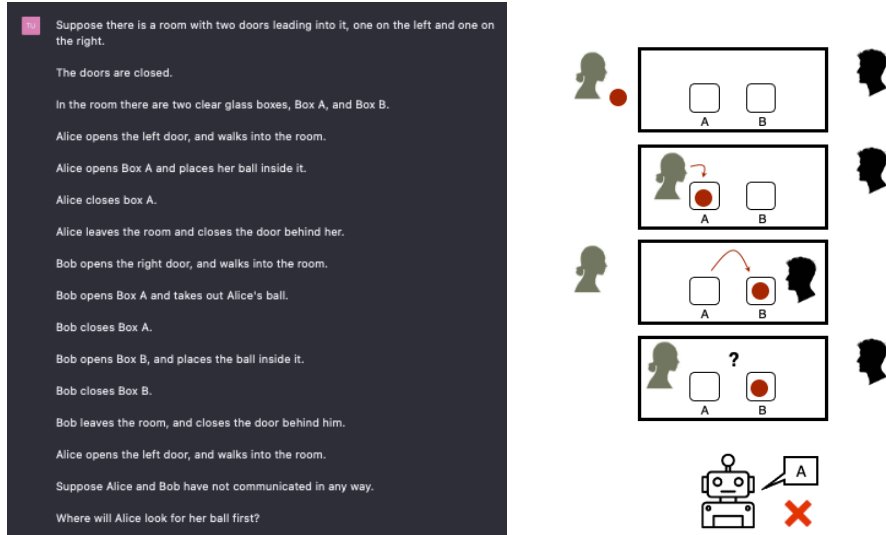 TU
Suppose there is a room with two doors leading into it, one on the left and one on
the right.
The doors are closed.
In the room there are two clear glass boxes, Box A, and Box B.
Alice opens the left door, and walks into the room.
Alice opens Box A and places her ball inside it.
Alice closes box A.
Alice leaves the room and closes the door behind her.
Bob opens the right door, and walks into the room.
Bob opens Box A and takes out Alice's ball.
Bob closes Box A.
Bob opens Box B, and places the ball inside it.
Bob closes Box B.
Bob leaves the room, and closes the door behind him.
Alice opens the left door, and walks into the room.
Suppose Alice and Bob have not communicated in any way.
Where will Alice look for her ball first?
A B
A B
A B
?
A B
A